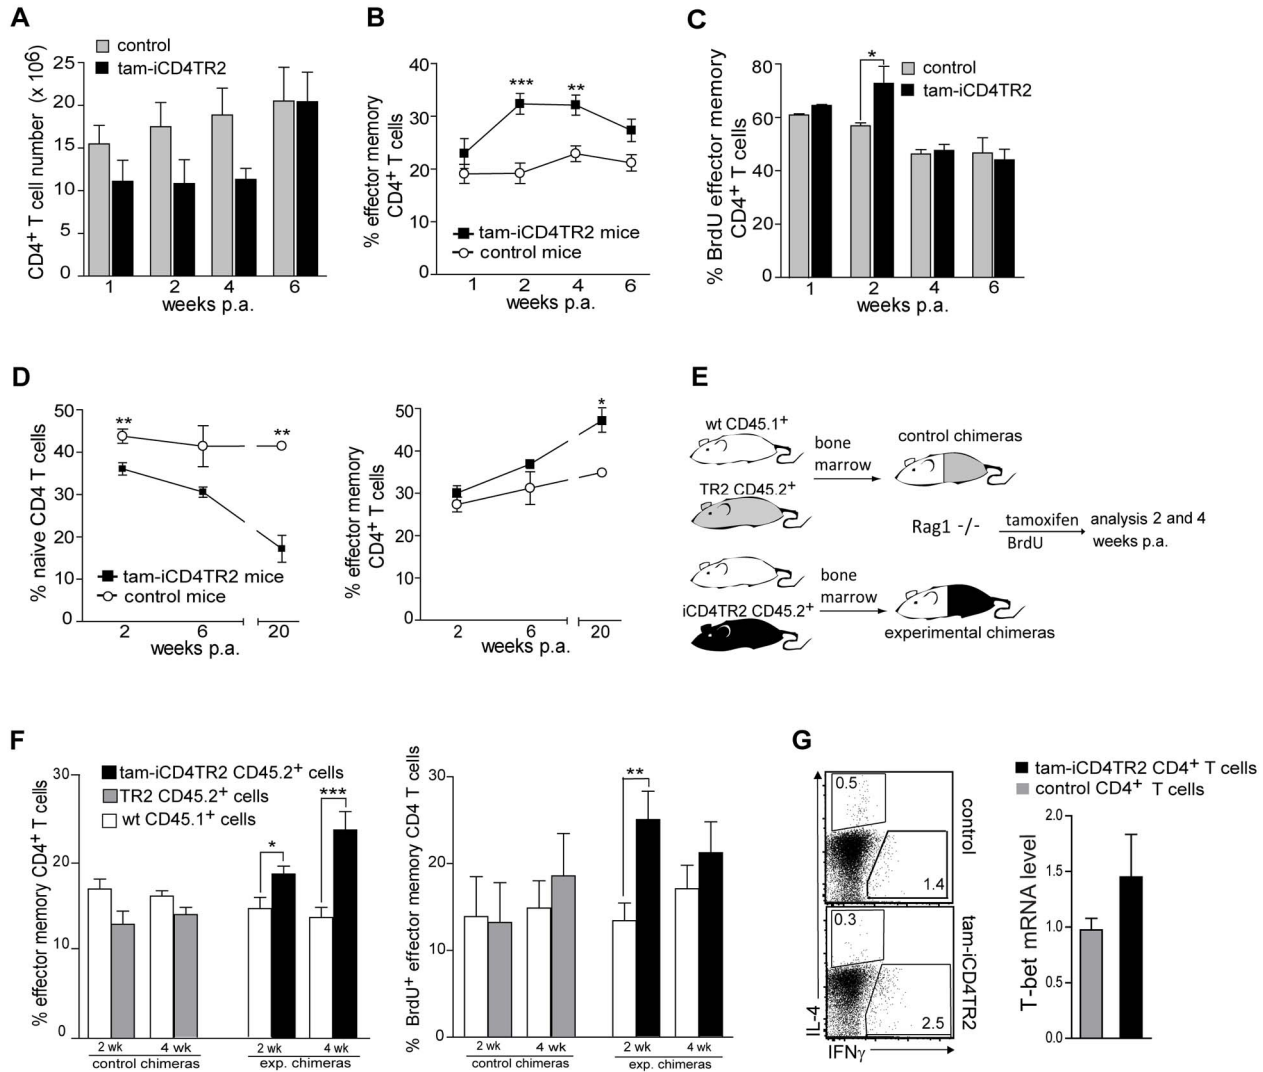 A
control
tam-iCD4TR2
CD4+ T cell number (x 10⁶)
25
20
15
10
5
0
1 2 4 6
weeks p.a.
B
% effector memory
CD4+ T cells
40
30
20
10
0
***
**
tam-iCD4TR2 mice
control mice
1 2 4 6
weeks p.a.
C
% BrdU effector memory
CD4+ T cells
80
60
40
20
0
*
control
tam-iCD4TR2
1 2 4 6
weeks p.a.
D
% naive CD4 T cells
50
40
30
20
10
0
**
**
tam-iCD4TR2 mice
control mice
2 6 20
weeks p.a.
% effector memory
CD4+ T cells
50
40
30
20
10
0
*
2 6 20
weeks p.a.
E
wt CD45.1+
bone
marrow
control chimeras
TR2 CD45.2+
Rag1 -/-
tamoxifen
BrdU
analysis 2 and 4
weeks p.a.
bone
marrow
iCD4TR2 CD45.2+
experimental chimeras
F
% effector memory CD4+ T cells
30
20
10
0
tam-iCD4TR2 CD45.2+ cells
TR2 CD45.2+ cells
wt CD45.1+ cells
*
***
2 wk 4 wk 2 wk 4 wk
control chimeras exp. chimeras
% BrdU+ effector memory CD4 T cells
30
20
10
0
**
2 wk 4 wk 2 wk 4 wk
control chimeras exp. chimeras
G
0.5
1.4
control
0.3
2.5
tam-iCD4TR2
IL-4
IFNγ
tam-iCD4TR2 CD4+ T cells
control CD4+ T cells
T-bet mRNA level
2.0
1.5
1.0
0.5
0.0